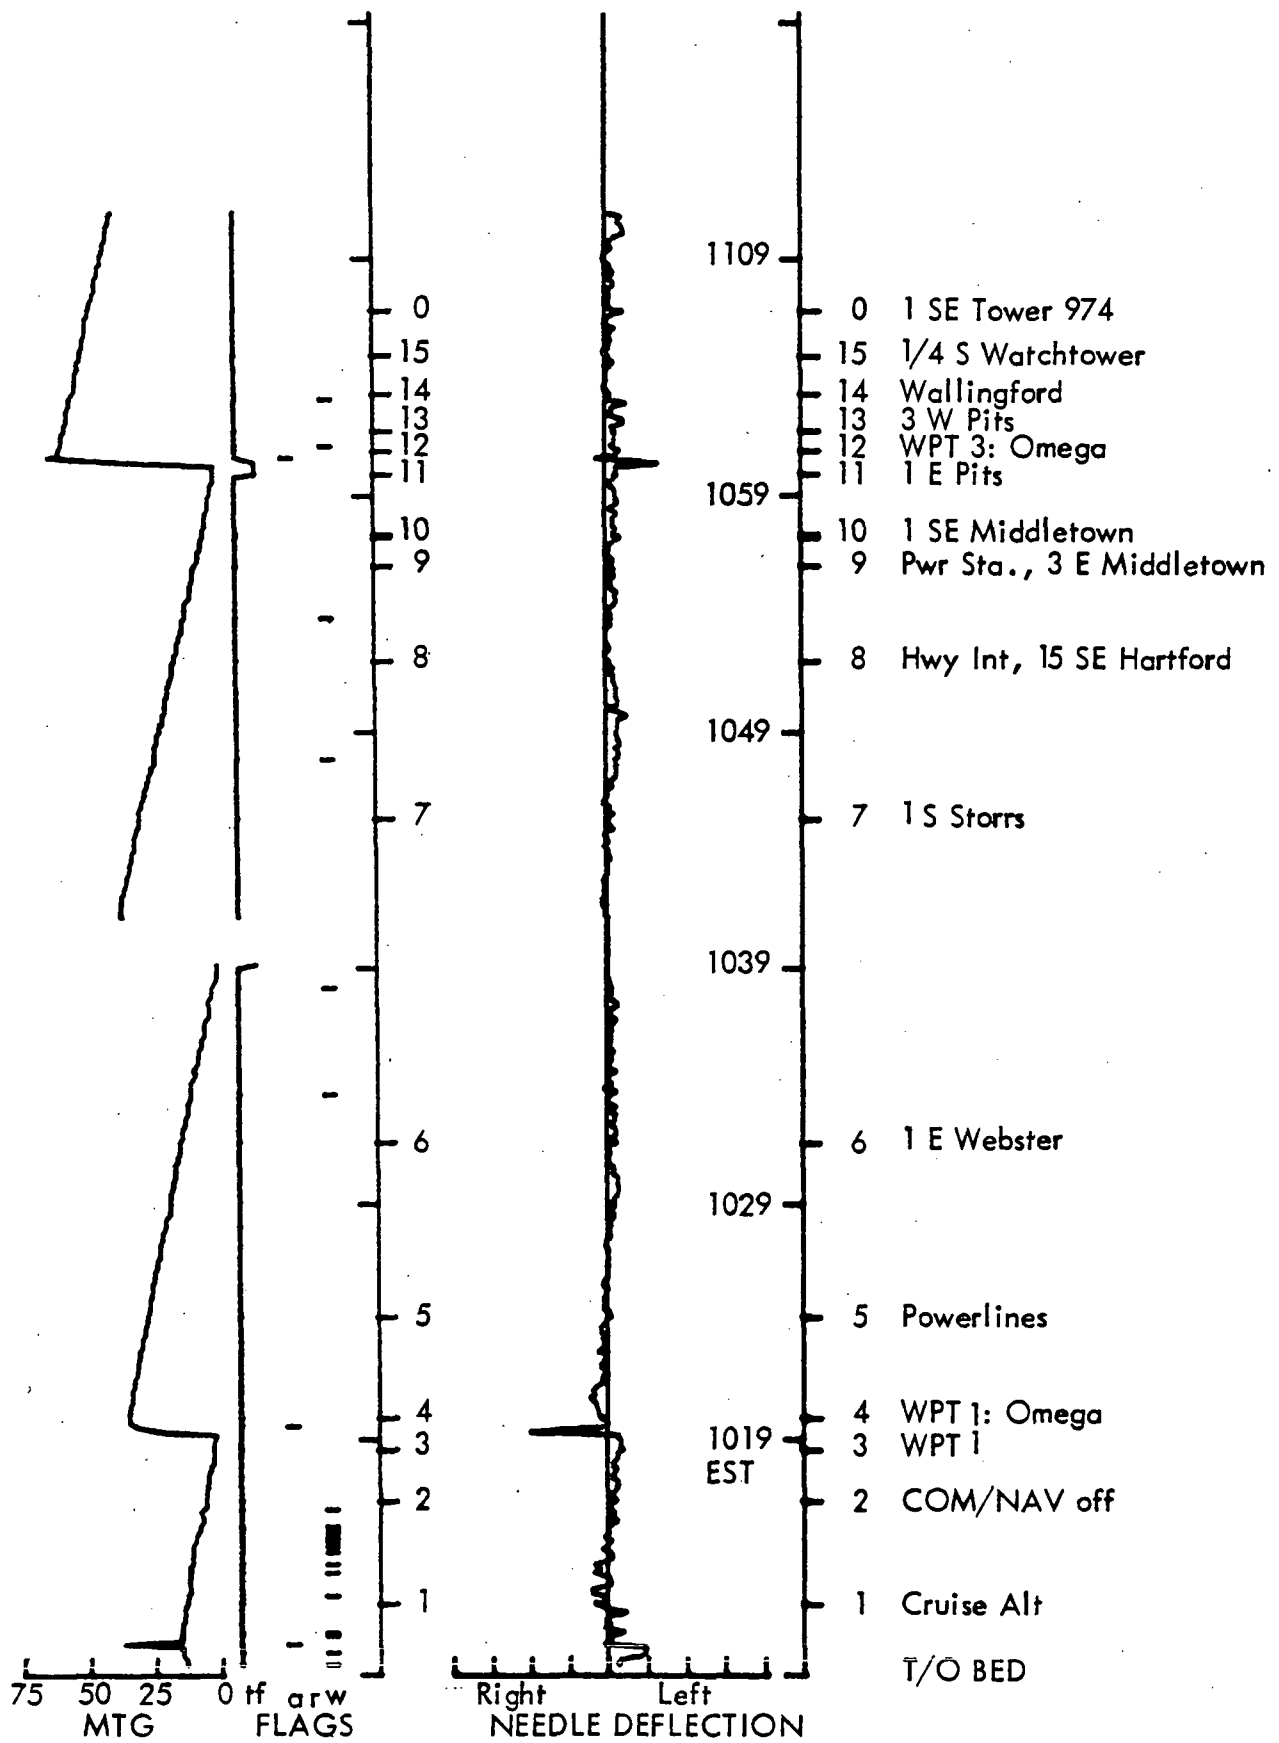 1109
0 0 1 SE Tower 974
15 15 1/4 S Watchtower
14 14 Wallingford
13 13 3 W Pits
12 12 WPT 3: Omega
11 11 1 E Pits
1059
10 10 1 SE Middletown
9 9 Pwr Sta., 3 E Middletown
8 8 Hwy Int, 15 SE Hartford
1049
7 7 1 S Storrs
1039
6 6 1 E Webster
1029
5 5 Powerlines
4 4 WPT 1: Omega
1019
3 3 WPT 1
EST
2 2 COM/NAV off
1 1 Cruise Alt
T/O BED
75 50 25 0 tf a r w Right Left
MTG FLAGS NEEDLE DEFLECTION